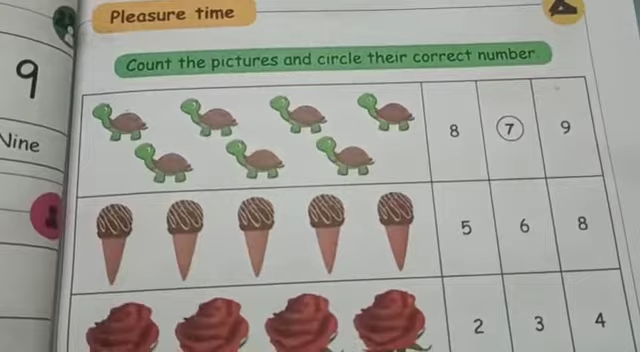 Pleasure time
9
Count the pictures and circle their correct number.
Nine
8 7 9
5 6 8
2 3 4